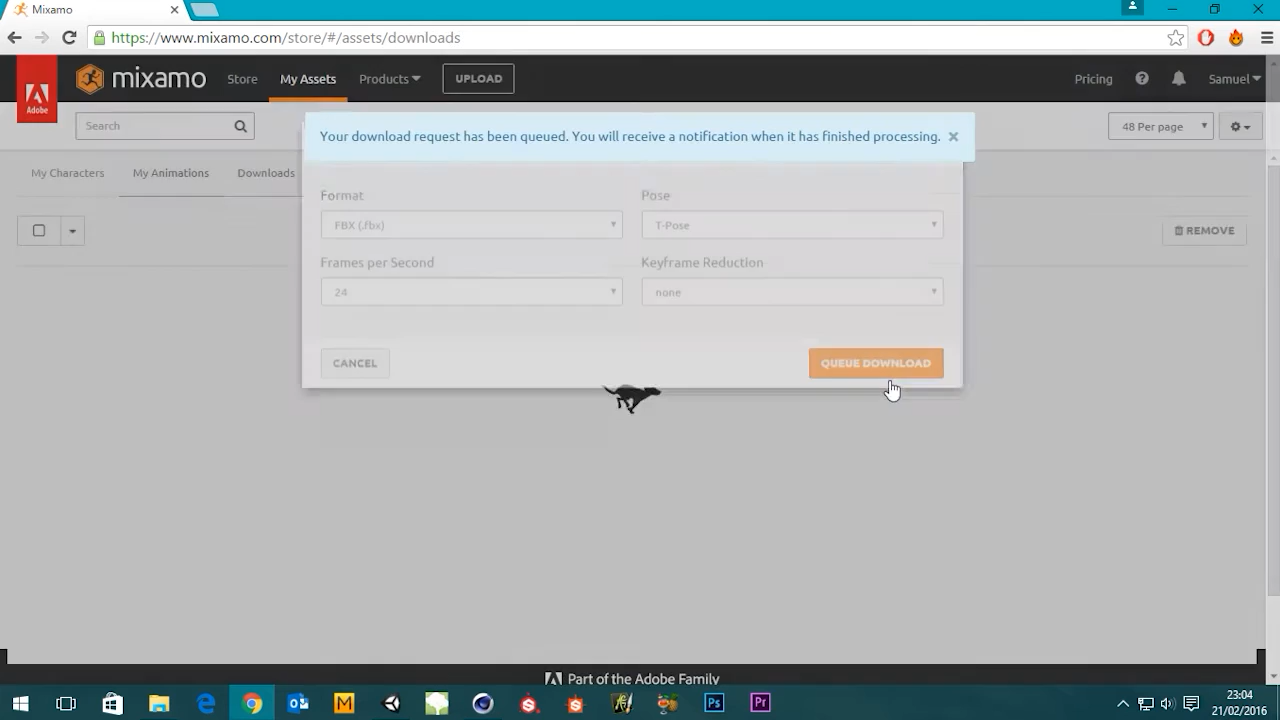 Mixamo
https://www.mixamo.com/store/#/assets/downloads
Adobe
mixamo
Store
My Assets
Products
UPLOAD
Pricing
Samuel
Search
48 Per page
Your download request has been queued. You will receive a notification when it has finished processing.
My Characters
My Animations
Downloads
REMOVE
Format
Pose
FBX (.fbx)
T-Pose
Frames per Second
Keyframe Reduction
24
none
CANCEL
QUEUE DOWNLOAD
Part of the Adobe Family
M
Ps
Pr
23:04
21/02/2016